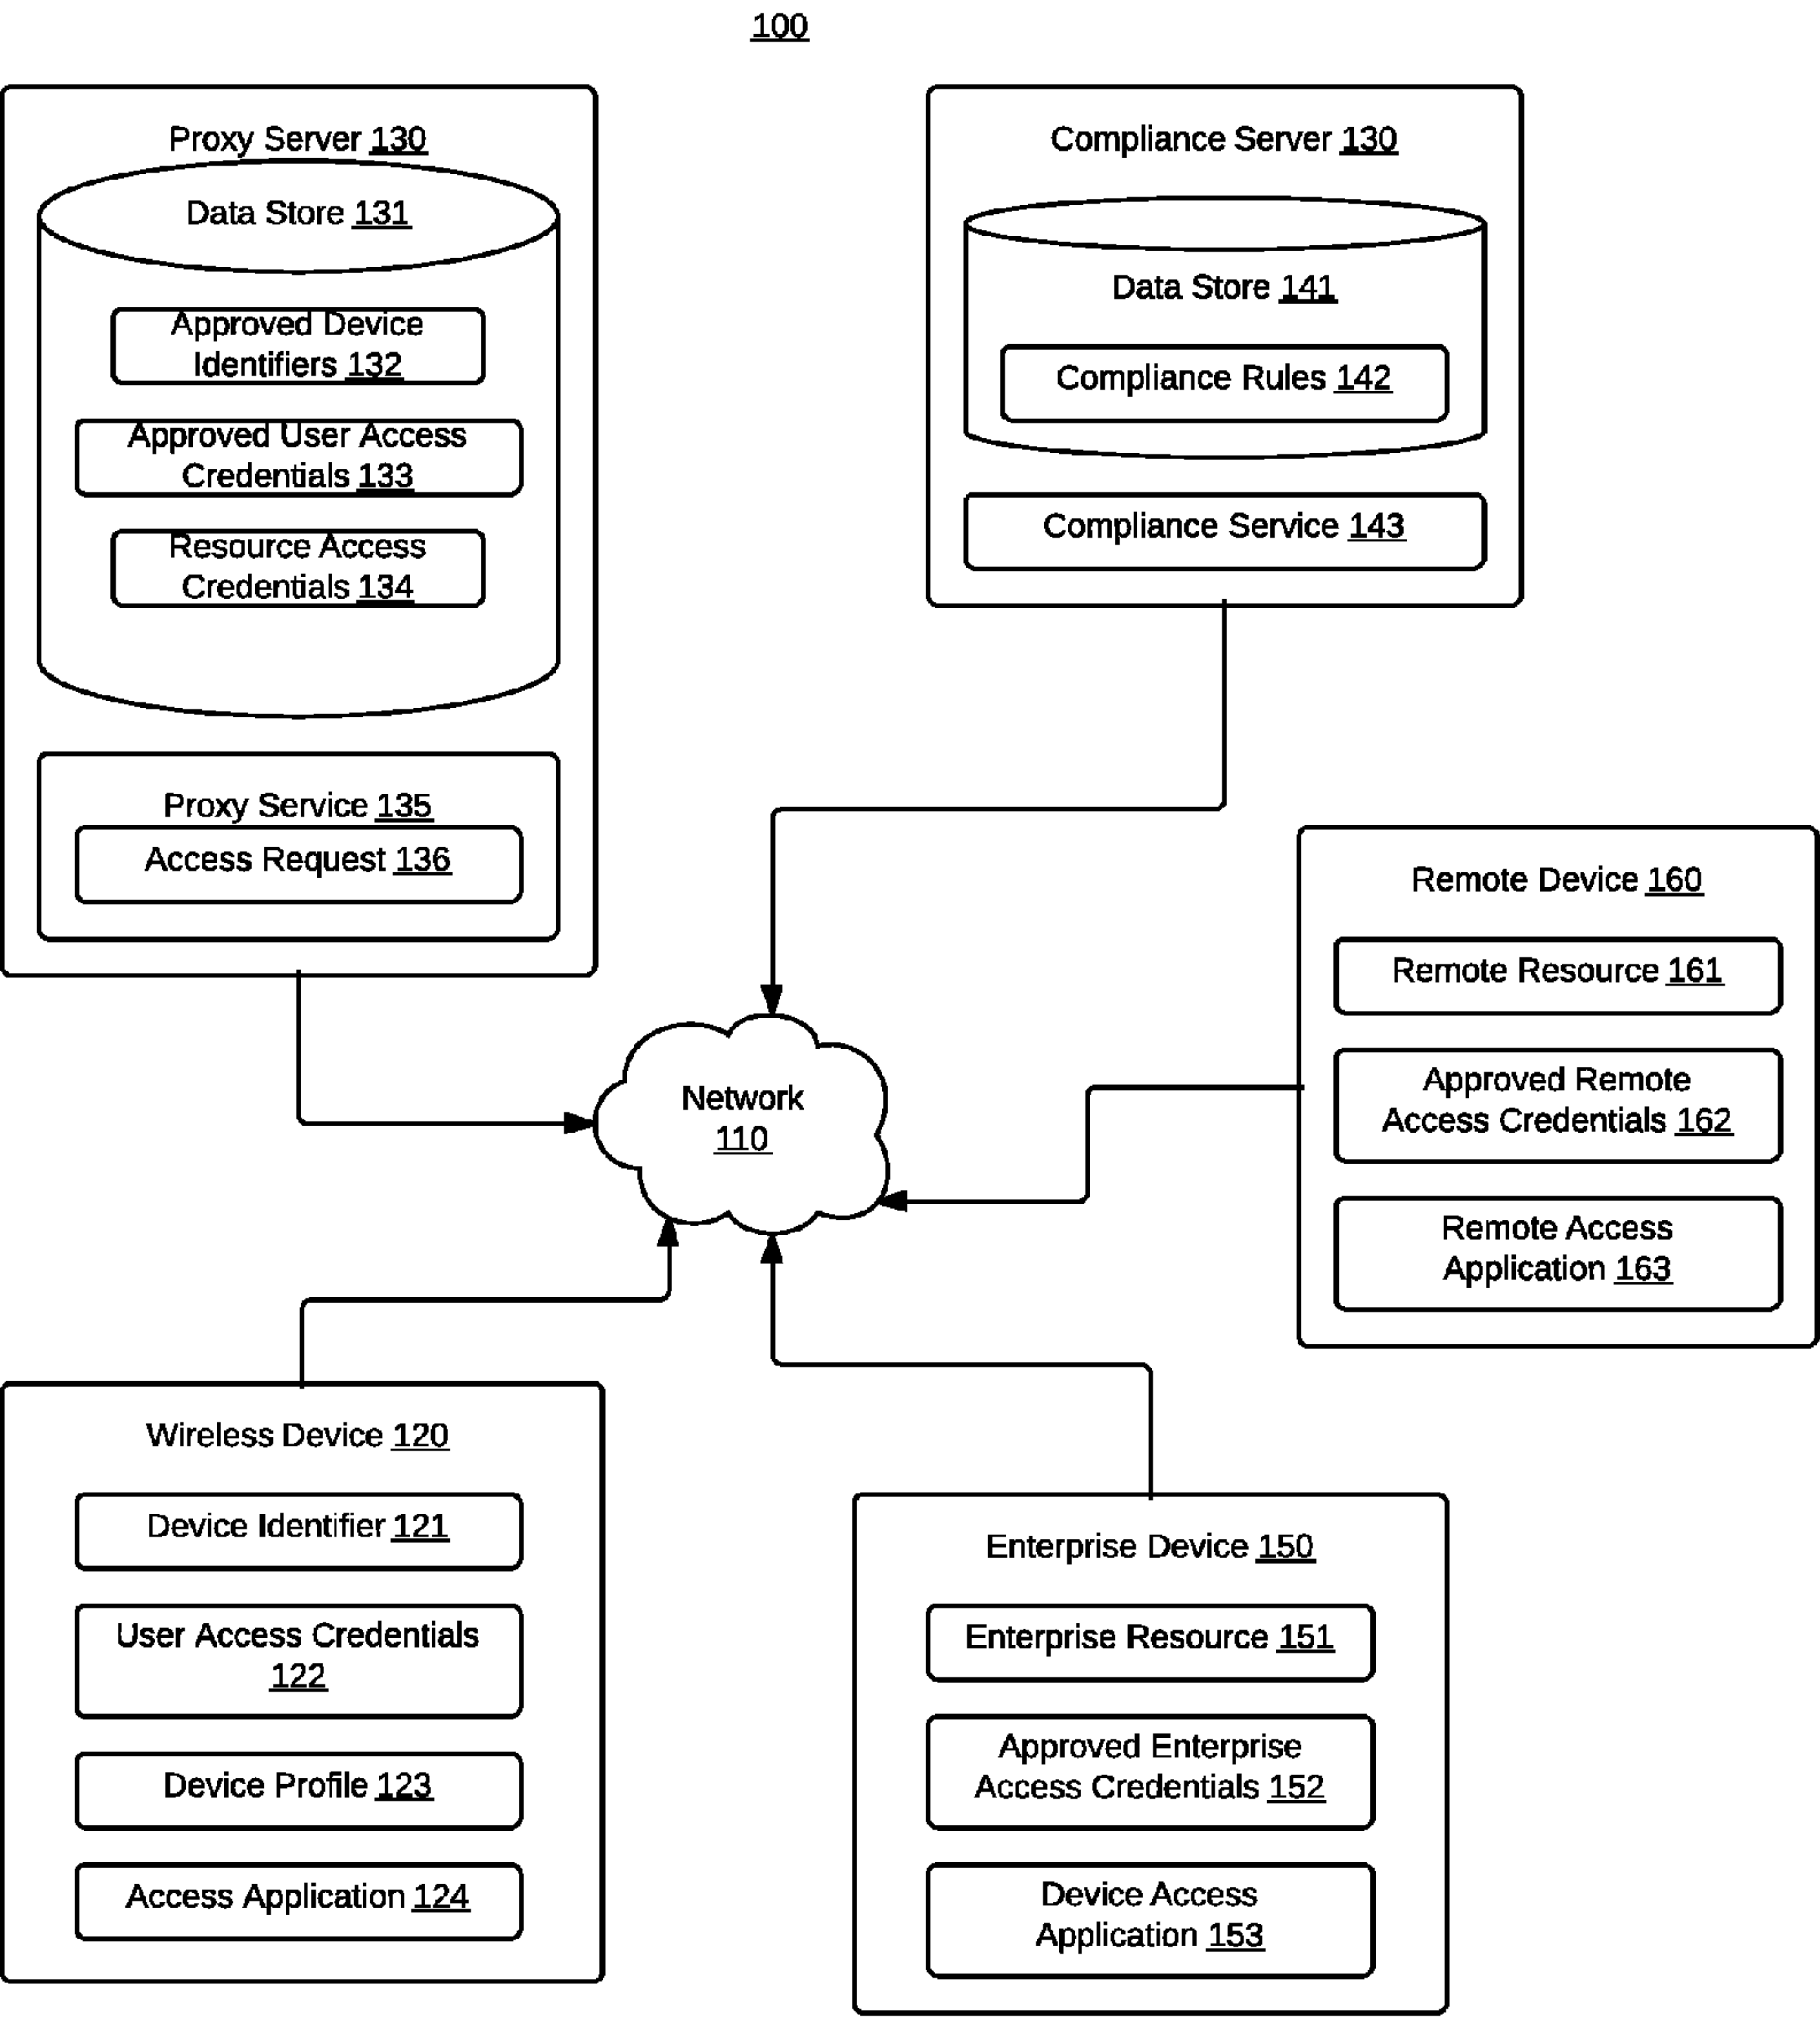 100
Proxy Server 130
Data Store 131
Approved Device
Identifiers 132
Approved User Access
Credentials 133
Resource Access
Credentials 134
Proxy Service 135
Access Request 136
Compliance Server 130
Data Store 141
Compliance Rules 142
Compliance Service 143
Network
110
Remote Device 160
Remote Resource 161
Approved Remote
Access Credentials 162
Remote Access
Application 163
Wireless Device 120
Device Identifier 121
User Access Credentials
122
Device Profile 123
Access Application 124
Enterprise Device 150
Enterprise Resource 151
Approved Enterprise
Access Credentials 152
Device Access
Application 153